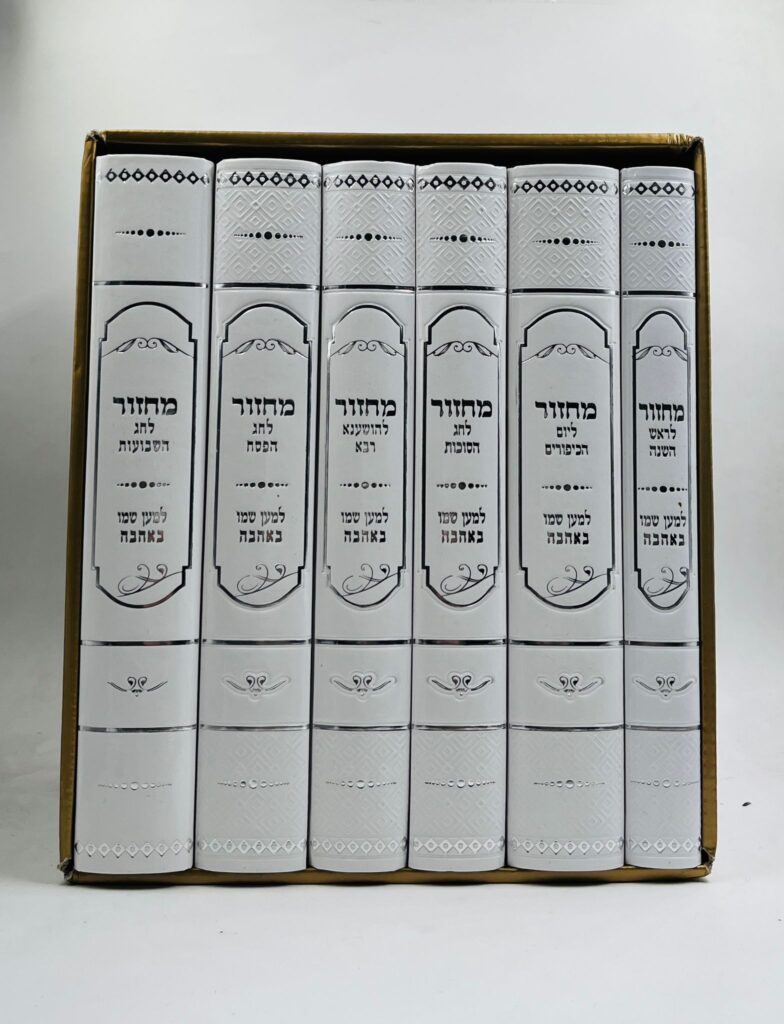 מחזור
לראש
השנה
למען שמו
באהבה
מחזור
ליום
הכיפורים
למען שמו
באהבה
מחזור
לחג
הסוכות
למען שמו
באהבה
מחזור
להושענא
רבא
למען שמו
באהבה
מחזור
לחג
הפסח
למען שמו
באהבה
מחזור
לחג
השבועות
למען שמו
באהבה